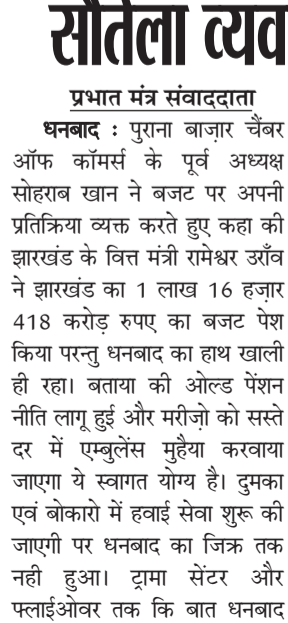 सौतेला व्यव
प्रभात मंत्र संवाददाता
धनबाद : पुराना बाज़ार चैंबर
ऑफ कॉमर्स के पूर्व अध्यक्ष
सोहराब खान ने बजट पर अपनी
प्रतिक्रिया व्यक्त करते हुए कहा की
झारखंड के वित्त मंत्री रामेश्वर उराँव
ने झारखंड का 1 लाख 16 हज़ार
418 करोड़ रुपए का बजट पेश
किया परन्तु धनबाद का हाथ खाली
ही रहा। बताया की ओल्ड पेंशन
नीति लागू हुई और मरीज़ो को सस्ते
दर में एम्बुलेंस मुहैया करवाया
जाएगा ये स्वागत योग्य है। दुमका
एवं बोकारो में हवाई सेवा शुरू की
जाएगी पर धनबाद का जिक्र तक
नही हुआ। ट्रामा सेंटर और
फ्लाईओवर तक कि बात धनबाद